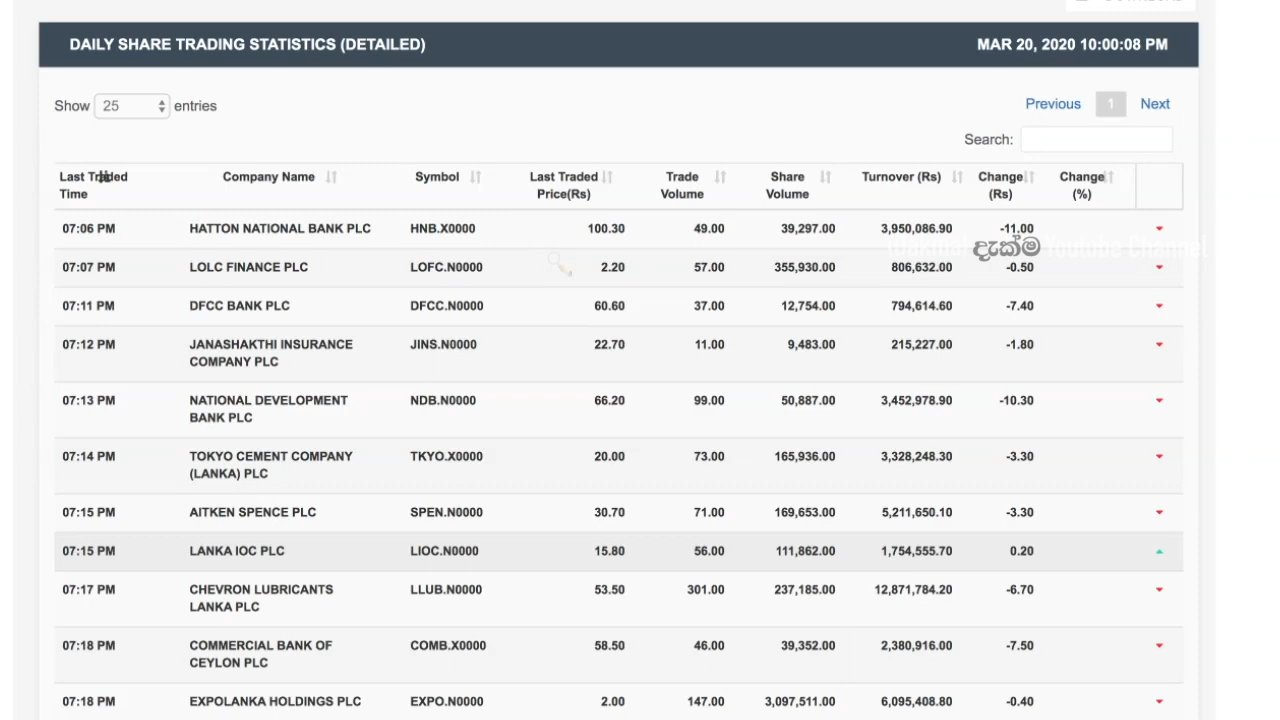 DAILY SHARE TRADING STATISTICS (DETAILED) MAR 20, 2020 10:00:08 PM
Show 25 entries
Previous 1 Next
Search:
Last Traded Time Company Name Symbol Last Traded Price(Rs) Trade Volume Share Volume Turnover (Rs) Change (Rs) Change (%)
07:06 PM HATTON NATIONAL BANK PLC HNB.X0000 100.30 49.00 39,297.00 3,950,086.90 -11.00
දැක්ම Youtube Channel
07:07 PM LOLC FINANCE PLC LOFC.N0000 2.20 57.00 355,930.00 806,632.00 -0.50
07:11 PM DFCC BANK PLC DFCC.N0000 60.60 37.00 12,754.00 794,614.60 -7.40
07:12 PM JANASHAKTHI INSURANCE COMPANY PLC JINS.N0000 22.70 11.00 9,483.00 215,227.00 -1.80
07:13 PM NATIONAL DEVELOPMENT BANK PLC NDB.N0000 66.20 99.00 50,887.00 3,452,978.90 -10.30
07:14 PM TOKYO CEMENT COMPANY (LANKA) PLC TKYO.X0000 20.00 73.00 165,936.00 3,328,248.30 -3.30
07:15 PM AITKEN SPENCE PLC SPEN.N0000 30.70 71.00 169,653.00 5,211,650.10 -3.30
07:15 PM LANKA IOC PLC LIOC.N0000 15.80 56.00 111,862.00 1,754,555.70 0.20
07:17 PM CHEVRON LUBRICANTS LANKA PLC LLUB.N0000 53.50 301.00 237,185.00 12,871,784.20 -6.70
07:18 PM COMMERCIAL BANK OF CEYLON PLC COMB.X0000 58.50 46.00 39,352.00 2,380,916.00 -7.50
07:18 PM EXPOLANKA HOLDINGS PLC EXPO.N0000 2.00 147.00 3,097,511.00 6,095,408.80 -0.40